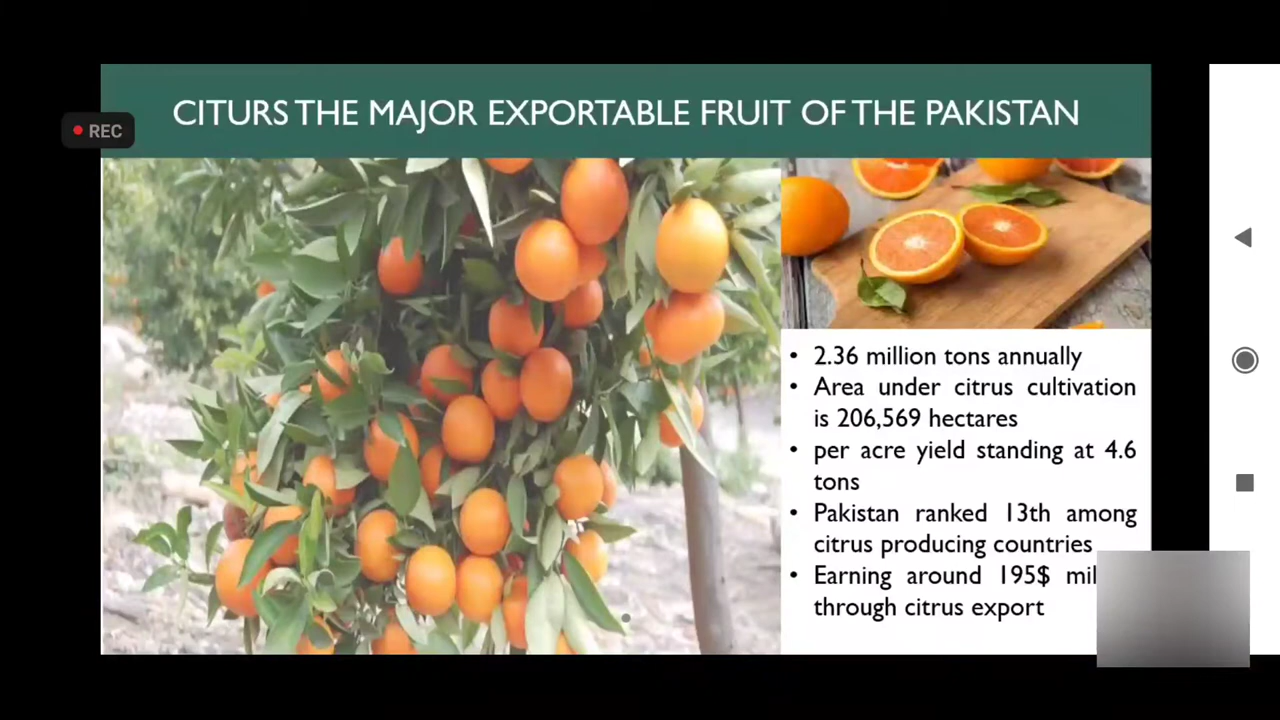 CITURS THE MAJOR EXPORTABLE FRUIT OF THE PAKISTAN
REC
• 2.36 million tons annually
• Area under citrus cultivation
is 206,569 hectares
• per acre yield standing at 4.6
tons
• Pakistan ranked 13th among
citrus producing countries
• Earning around 195$
through citrus export